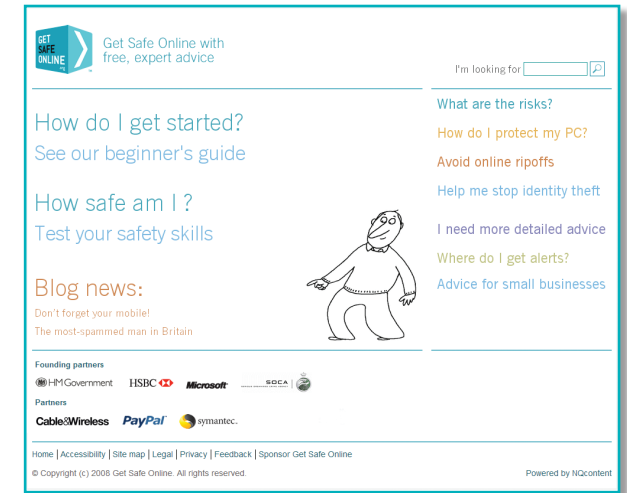 GET
SAFE
ONLINE
.org
Get Safe Online with
free, expert advice
I'm looking for
How do I get started?
See our beginner's guide
How safe am I ?
Test your safety skills
Blog news:
Don't forget your mobile!
The most-spammed man in Britain
What are the risks?
How do I protect my PC?
Avoid online ripoffs
Help me stop identity theft
I need more detailed advice
Where do I get alerts?
Advice for small businesses
Founding partners
HM Government HSBC Microsoft SOCA
Partners
Cable&Wireless PayPal symantec.
Home | Accessibility | Site map | Legal | Privacy | Feedback | Sponsor Get Safe Online
© Copyright (c) 2008 Get Safe Online. All rights reserved.
Powered by NQcontent